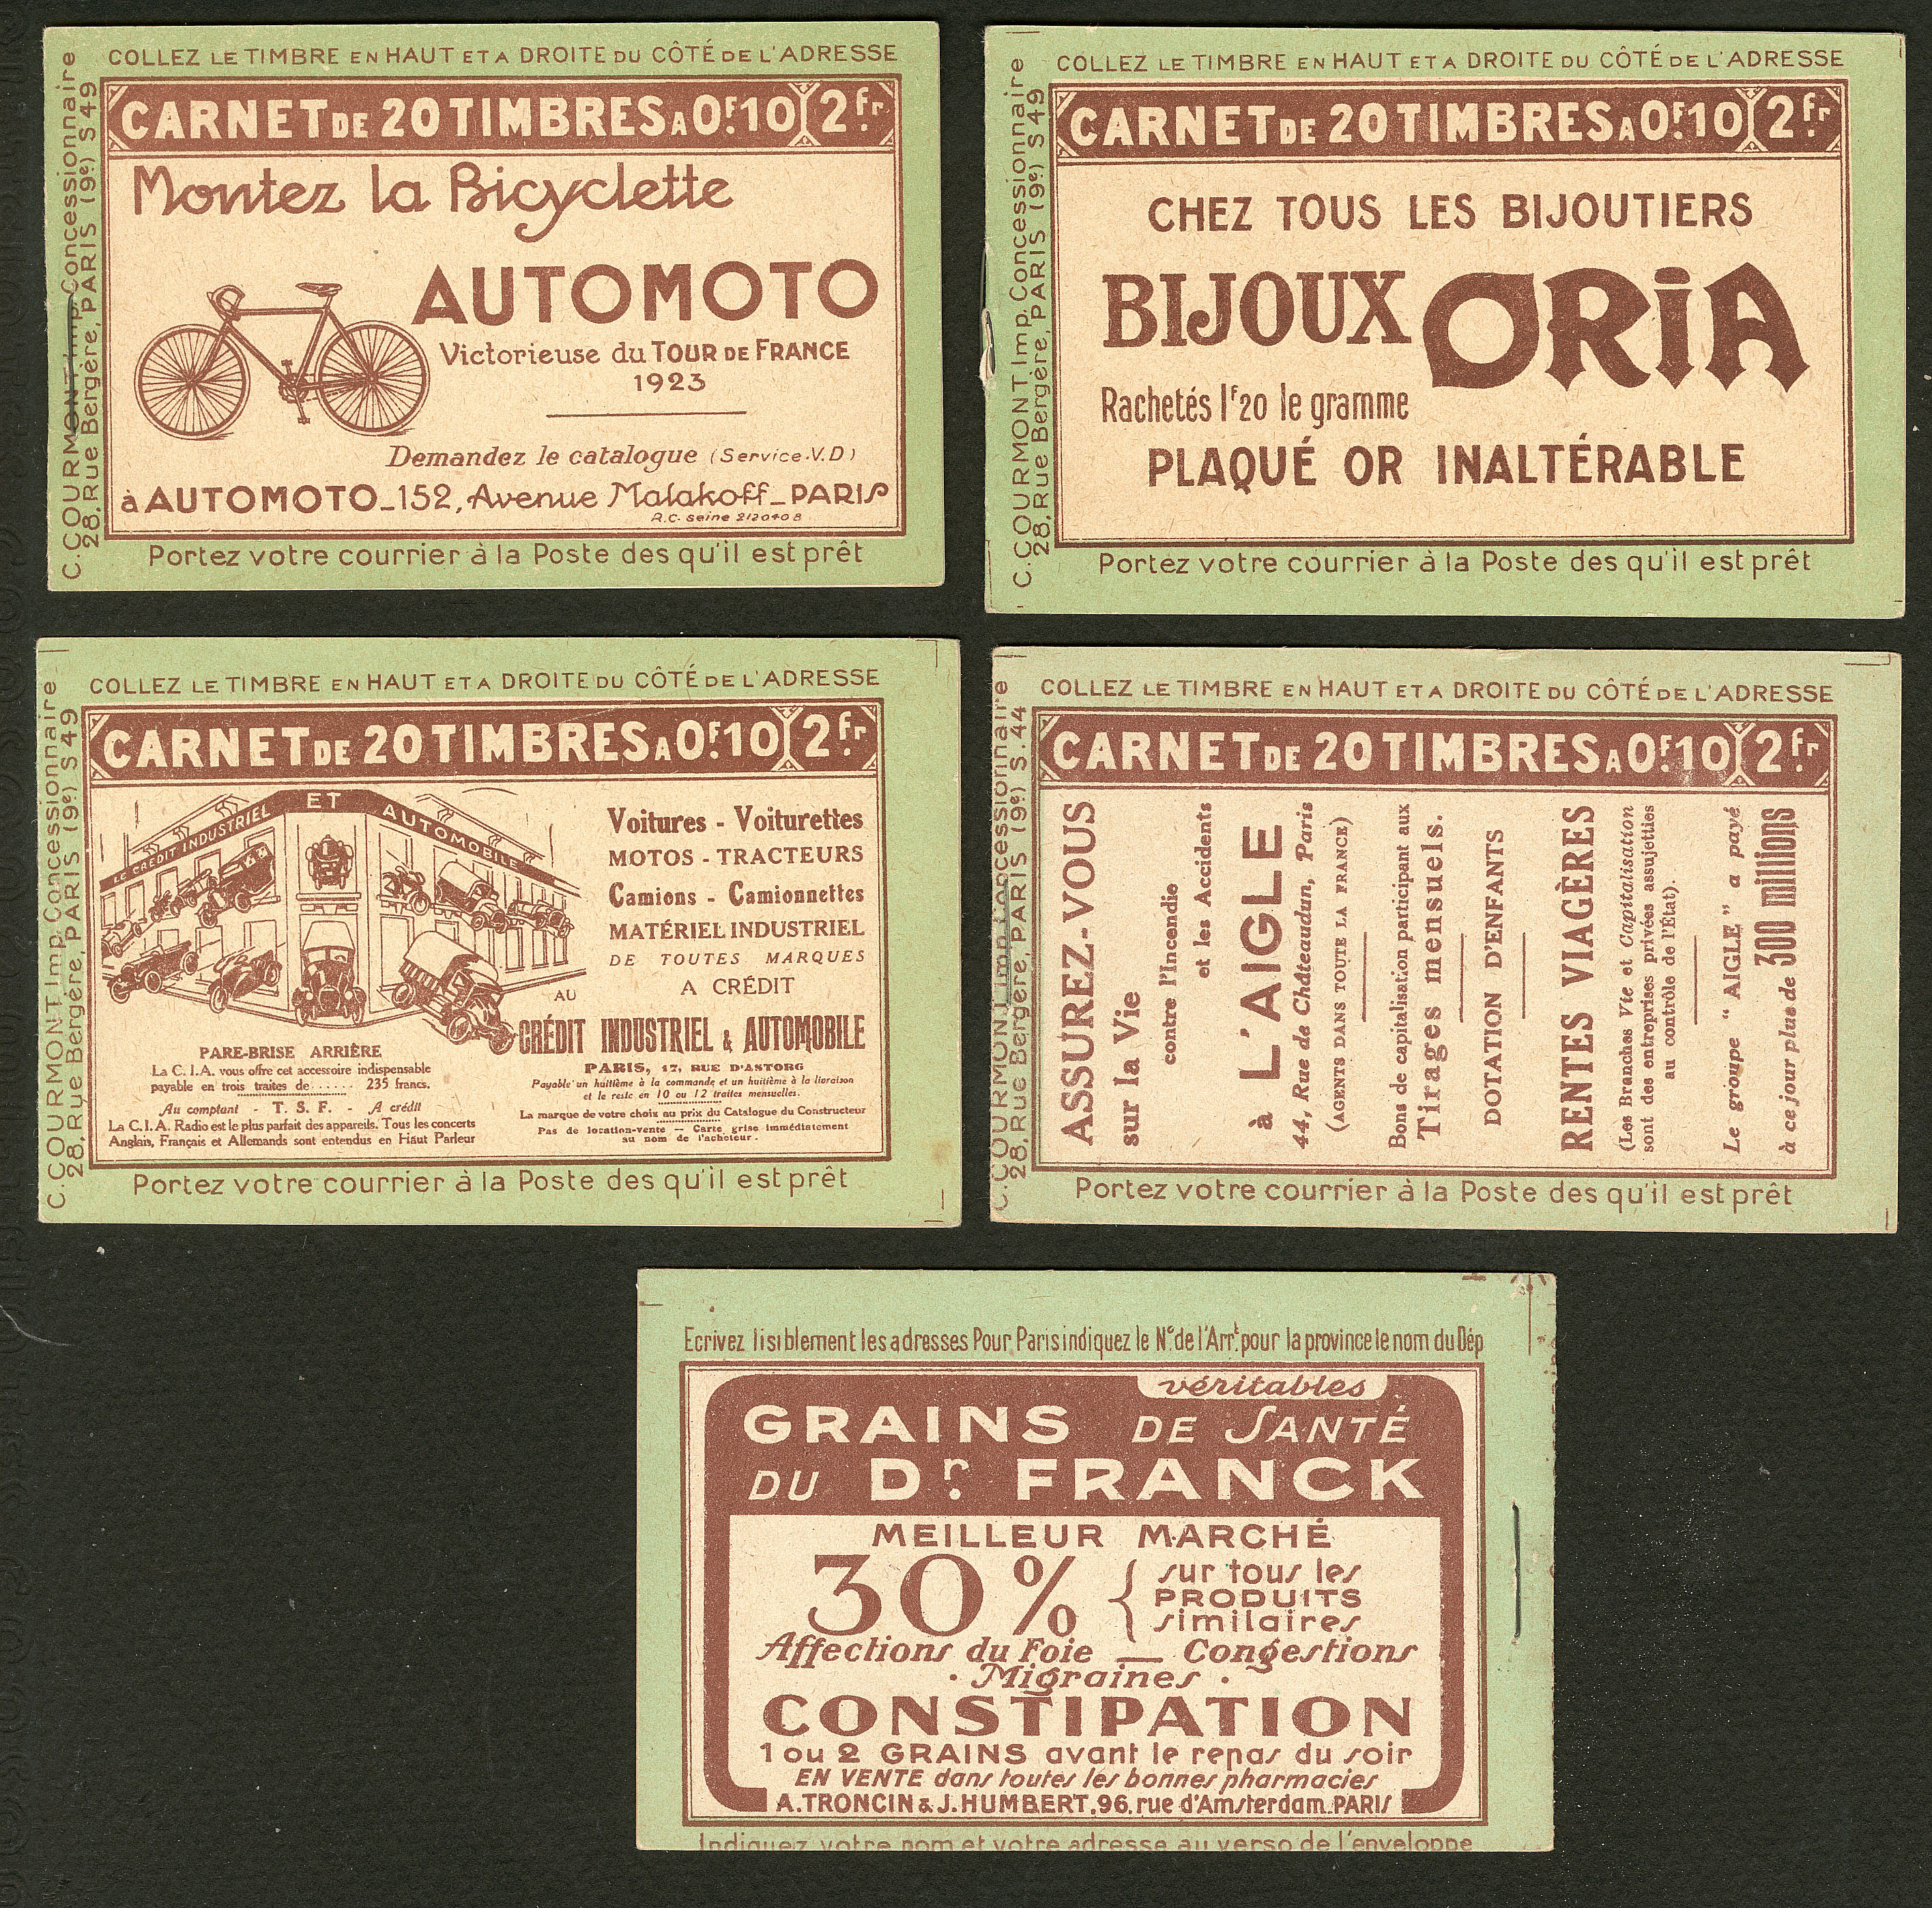 COLLEZ LE TIMBRE EN HAUT ET A DROITE DU CÔTÉ DE L'ADRESSE
C. COURMONT Imp. Concessionnaire
28, Rue Bergère, PARIS (9e) S 49
CARNET DE 20 TIMBRES A 0F.10 2fr.
Montez la Bicyclette
AUTOMOTO
Victorieuse du TOUR DE FRANCE
1923
Demandez le catalogue (Service.V.D)
à AUTOMOTO_152, Avenue Malakoff_PARIS
R.C. Seine 212040 B
Portez votre courrier à la Poste des qu'il est prêt
COLLEZ LE TIMBRE EN HAUT ET A DROITE DU CÔTÉ DE L'ADRESSE
C. COURMONT Imp. Concessionnaire
28, Rue Bergère, PARIS (9e) S 49
CARNET DE 20 TIMBRES A 0F.10 2fr.
CHEZ TOUS LES BIJOUTIERS
BIJOUX ORiA
Rachetés 1f20 le gramme
PLAQUÉ OR INALTÉRABLE
Portez votre courrier à la Poste des qu'il est prêt
COLLEZ LE TIMBRE EN HAUT ET A DROITE DU CÔTÉ DE L'ADRESSE
C. COURMONT Imp. Concessionnaire
28, Rue Bergère, PARIS (9e) S 49
CARNET DE 20 TIMBRES A 0F.10 2fr.
LE CRÉDIT INDUSTRIEL ET AUTOMOBILE
Voitures - Voiturettes
MOTOS - TRACTEURS
Camions - Camionnettes
MATÉRIEL INDUSTRIEL
DE TOUTES MARQUES
A CRÉDIT
AU
CRÉDIT INDUSTRIEL & AUTOMOBILE
PARIS, 17, RUE D'ASTORG
Payable un huitième à la commande et un huitième à la livraison
et le reste en 10 ou 12 traites mensuelles.
La marque de votre choix au prix du Catalogue du Constructeur
Pas de location-vente — Carte grise immédiatement
au nom de l'acheteur.
PARE-BRISE ARRIÈRE
La C. I. A. vous offre cet accessoire indispensable
payable en trois traites de ...... 235 francs.
Au comptant - T. S. F. - A crédit
La C. I. A. Radio est le plus parfait des appareils. Tous les concerts
Anglais, Français et Allemands sont entendus en Haut Parleur
Portez votre courrier à la Poste des qu'il est prêt
COLLEZ LE TIMBRE EN HAUT ET A DROITE DU CÔTÉ DE L'ADRESSE
C. COURMONT Imp. Concessionnaire
28, Rue Bergère, PARIS (9e) S. 44
CARNET DE 20 TIMBRES A 0F.10 2fr.
ASSUREZ-VOUS
sur la Vie
contre l'Incendie
et les Accidents
à L'AIGLE
44, Rue de Châteaudun, Paris
(AGENTS DANS TOUTE LA FRANCE)
Bons de capitalisation participant aux
Tirages mensuels.
DOTATION D'ENFANTS
RENTES VIAGÈRES
(Les Branches Vie et Capitalisation
sont des entreprises privées assujetties
au contrôle de l'État).
Le groupe "AIGLE" a payé
à ce jour plus de 300 millions
Portez votre courrier à la Poste des qu'il est prêt
Ecrivez lisiblement les adresses Pour Paris indiquez le No de l'Arrt. pour la province le nom du Dép
véritables
GRAINS DE SANTÉ
DU Dr. FRANCK
MEILLEUR MARCHÉ
30% { sur tous les
PRODUITS
similaires
Affections du Foie — Congestions
. Migraines .
CONSTIPATION
1 ou 2 GRAINS avant le repas du soir
EN VENTE dans toutes les bonnes pharmacies
A. TRONCIN & J. HUMBERT, 96, rue d'Amsterdam. PARIS
Indiquez votre nom et votre adresse au verso de l'enveloppe